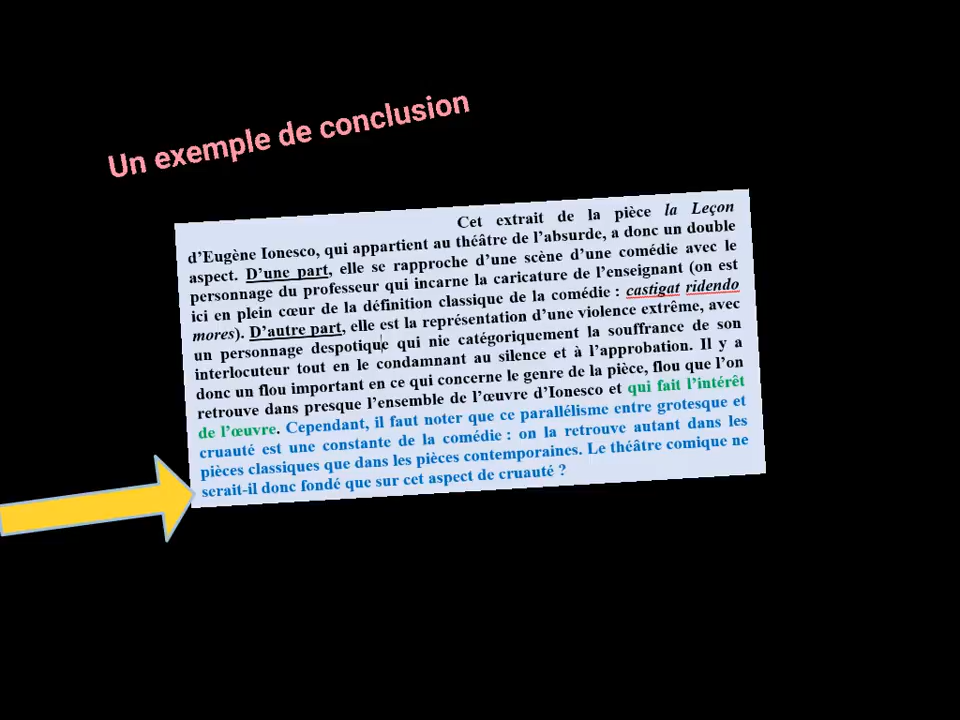 Un exemple de conclusion
Cet extrait de la pièce la Leçon
d'Eugène Ionesco, qui appartient au théâtre de l'absurde, a donc un double
aspect. D'une part, elle se rapproche d'une scène d'une comédie avec le
personnage du professeur qui incarne la caricature de l'enseignant (on est
ici en plein cœur de la définition classique de la comédie : castigat ridendo
mores). D'autre part, elle est la représentation d'une violence extrême, avec
un personnage despotique qui nie catégoriquement la souffrance de son
interlocuteur tout en le condamnant au silence et à l'approbation. Il y a
donc un flou important en ce qui concerne le genre de la pièce, flou que l'on
retrouve dans presque l'ensemble de l'œuvre d'Ionesco et qui fait l'intérêt
de l'œuvre. Cependant, il faut noter que ce parallélisme entre grotesque et
cruauté est une constante de la comédie : on la retrouve autant dans les
pièces classiques que dans les pièces contemporaines. Le théâtre comique ne
serait-il donc fondé que sur cet aspect de cruauté ?